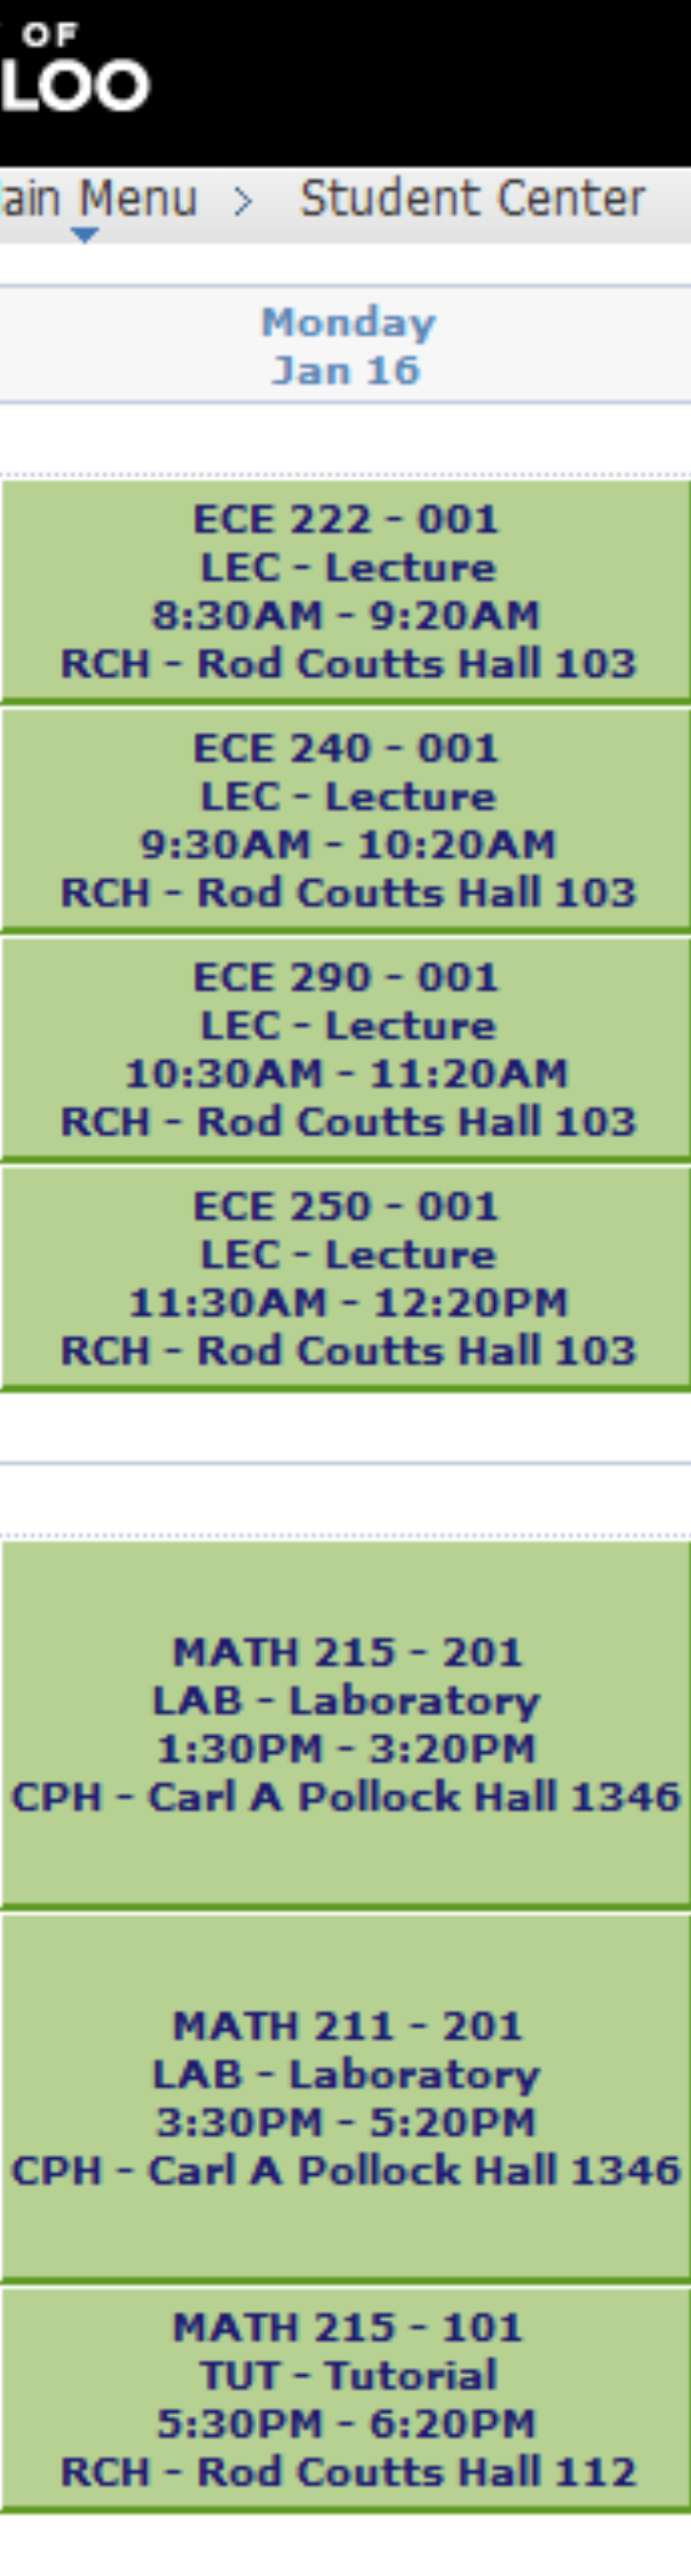 OF
LOO
ain Menu > Student Center
Monday
Jan 16
ECE 222 - 001
LEC - Lecture
8:30AM - 9:20AM
RCH - Rod Coutts Hall 103
ECE 240 - 001
LEC - Lecture
9:30AM - 10:20AM
RCH - Rod Coutts Hall 103
ECE 290 - 001
LEC - Lecture
10:30AM - 11:20AM
RCH - Rod Coutts Hall 103
ECE 250 - 001
LEC - Lecture
11:30AM - 12:20PM
RCH - Rod Coutts Hall 103
MATH 215 - 201
LAB - Laboratory
1:30PM - 3:20PM
CPH - Carl A Pollock Hall 1346
MATH 211 - 201
LAB - Laboratory
3:30PM - 5:20PM
CPH - Carl A Pollock Hall 1346
MATH 215 - 101
TUT - Tutorial
5:30PM - 6:20PM
RCH - Rod Coutts Hall 112